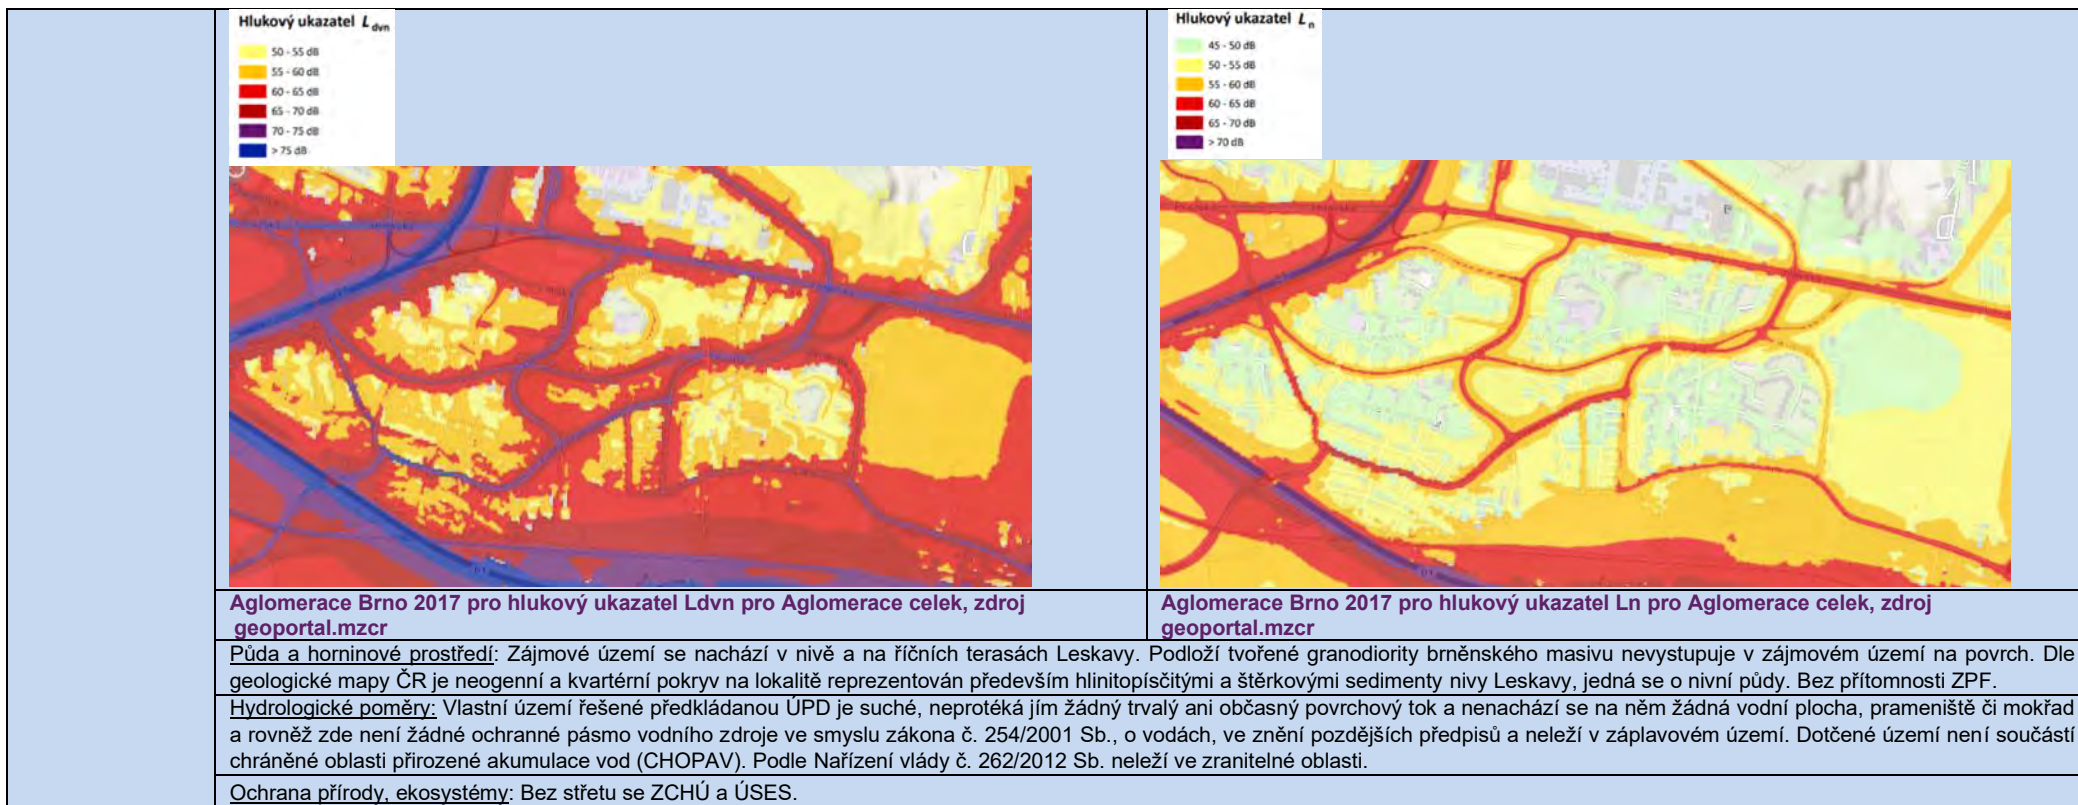 Hlukový ukazatel L dvn
50 - 55 dB
55 - 60 dB
60 - 65 dB
65 - 70 dB
70 - 75 dB
> 75 dB
Hlukový ukazatel L n
45 - 50 dB
50 - 55 dB
55 - 60 dB
60 - 65 dB
65 - 70 dB
> 70 dB
Aglomerace Brno 2017 pro hlukový ukazatel Ldvn pro Aglomerace celek, zdroj
geoportal.mzcr
Aglomerace Brno 2017 pro hlukový ukazatel Ln pro Aglomerace celek, zdroj
geoportal.mzcr
Půda a horninové prostředí: Zájmové území se nachází v nivě a na říčních terasách Leskavy. Podloží tvořené granodiority brněnského masivu nevystupuje v zájmovém území na povrch. Dle
geologické mapy ČR je neogenní a kvartérní pokryv na lokalitě reprezentován především hlinitopísčitými a štěrkovými sedimenty nivy Leskavy, jedná se o nivní půdy. Bez přítomnosti ZPF.
Hydrologické poměry: Vlastní území řešené předkládanou ÚPD je suché, neprotéká jím žádný trvalý ani občasný povrchový tok a nenachází se na něm žádná vodní plocha, prameniště či mokřad
a rovněž zde není žádné ochranné pásmo vodního zdroje ve smyslu zákona č. 254/2001 Sb., o vodách, ve znění pozdějších předpisů a neleží v záplavovém území. Dotčené území není součástí
chráněné oblasti přirozené akumulace vod (CHOPAV). Podle Nařízení vlády č. 262/2012 Sb. neleží ve zranitelné oblasti.
Ochrana přírody, ekosystémy: Bez střetu se ZCHÚ a ÚSES.